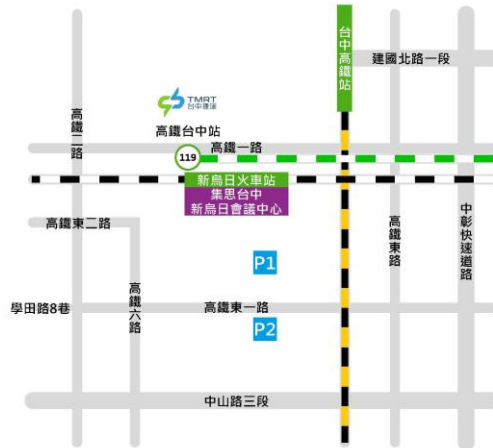 台中高鐵站
建國北路一段
TMRT
台中捷運
高鐵台中站
高鐵二路
高鐵一路
119
新烏日火車站
集思台中
新烏日會議中心
高鐵東二路
高鐵東路
中彰快速道路
P1
高鐵六路
學田路8巷
高鐵東一路
P2
中山路三段